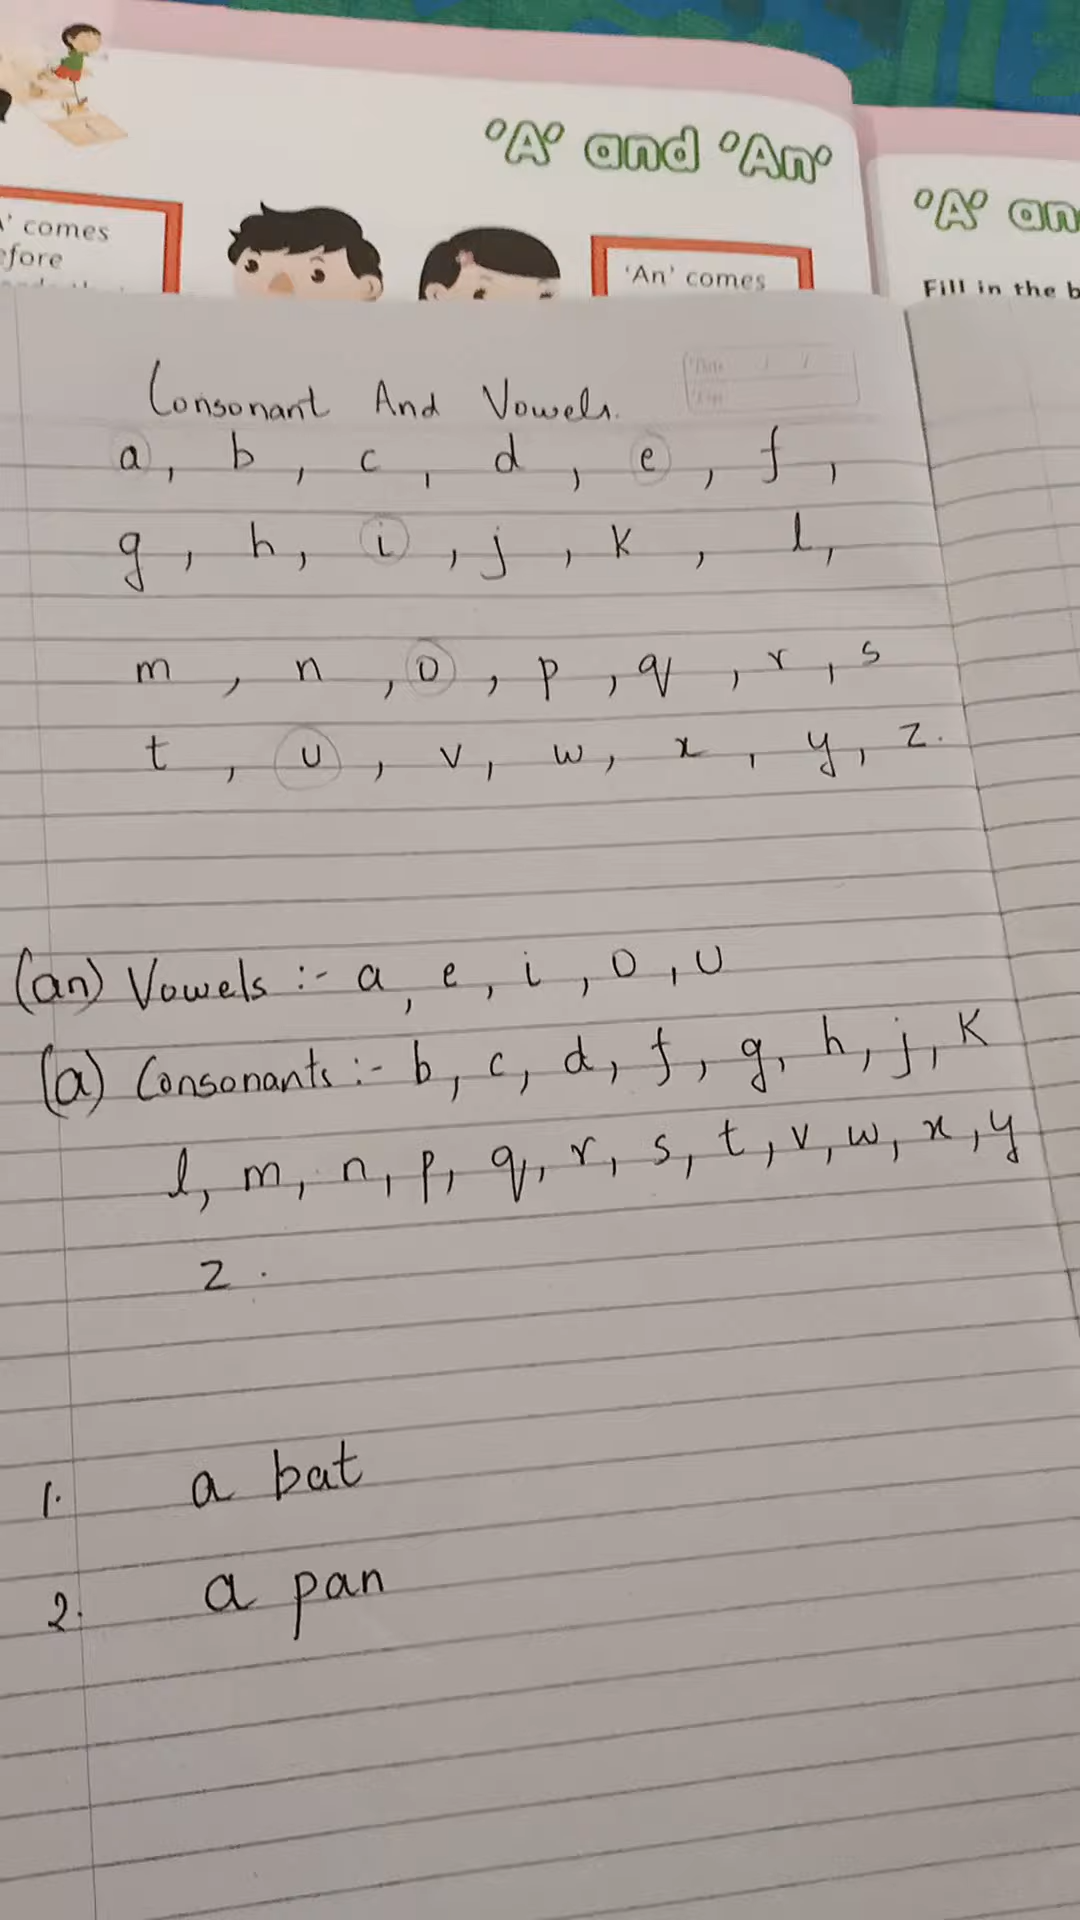 'A' and 'An'
'A' an
comes
efore
'An' comes
Fill in the b
Consonant And Vowels.
a, b, c, d, e, f,
g, h, i, j, k, l,
m, n, o, p, q, r, s
t, u, v, w, x, y, z.
(an) Vowels :- a, e, i, o, u
(a) Consonants :- b, c, d, f, g, h, j, k
l, m, n, p, q, r, s, t, v, w, x, y
z.
1. a bat
2. a pan